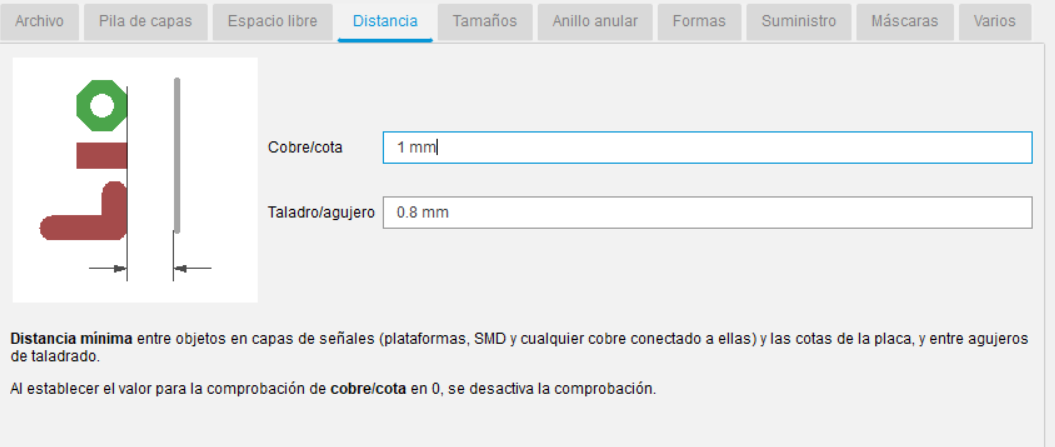 Archivo Pila de capas Espacio libre Distancia Tamaños Anillo anular Formas Suministro Máscaras Varios
Cobre/cota 1 mm
Taladro/agujero 0.8 mm
Distancia mínima entre objetos en capas de señales (plataformas, SMD y cualquier cobre conectado a ellas) y las cotas de la placa, y entre agujeros
de taladrado.
Al establecer el valor para la comprobación de cobre/cota en 0, se desactiva la comprobación.